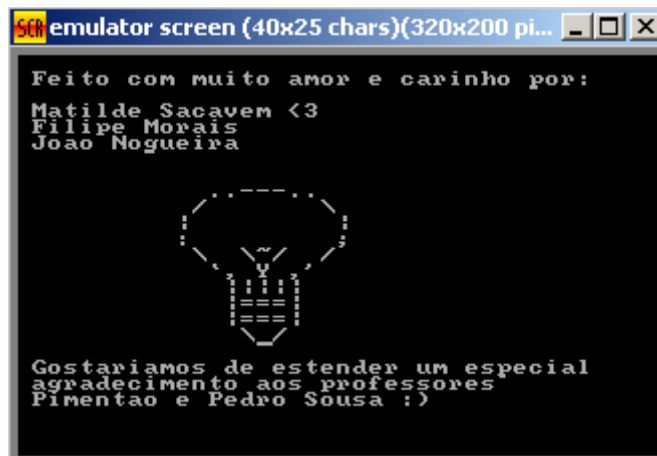 SCR emulator screen (40x25 chars)(320x200 pi...
Feito com muito amor e carinho por:
Matilde Sacavem <3
Filipe Morais
Joao Nogueira
Gostariamos de estender um especial
agradecimento aos professores
Pimentao e Pedro Sousa :)